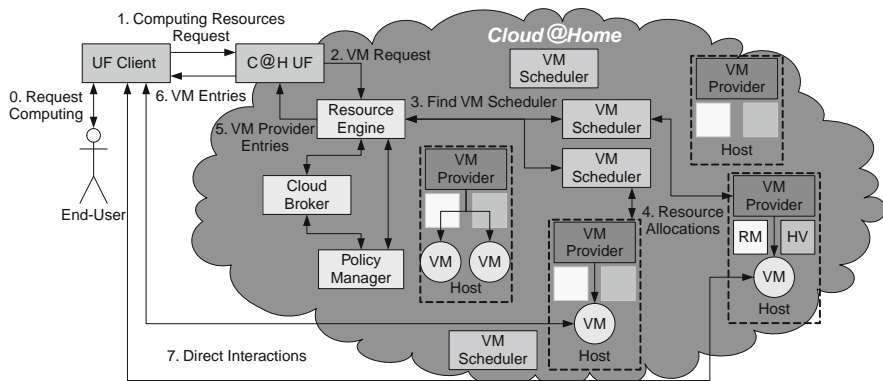 1. Computing Resources
Request
Cloud@Home
UF Client
C@H UF
2. VM Request
VM
Scheduler
VM
Provider
Host
0. Request
Computing
6. VM Entries
Resource
Engine
3. Find VM Scheduler
VM
Scheduler
5. VM Provider
Entries
VM
Scheduler
VM
Provider
VM
VM
Host
End-User
Cloud
Broker
Policy
Manager
4. Resource
Allocations
VM
Provider
RM
HV
VM
Host
VM
Provider
VM
Host
7. Direct Interactions
VM
Scheduler